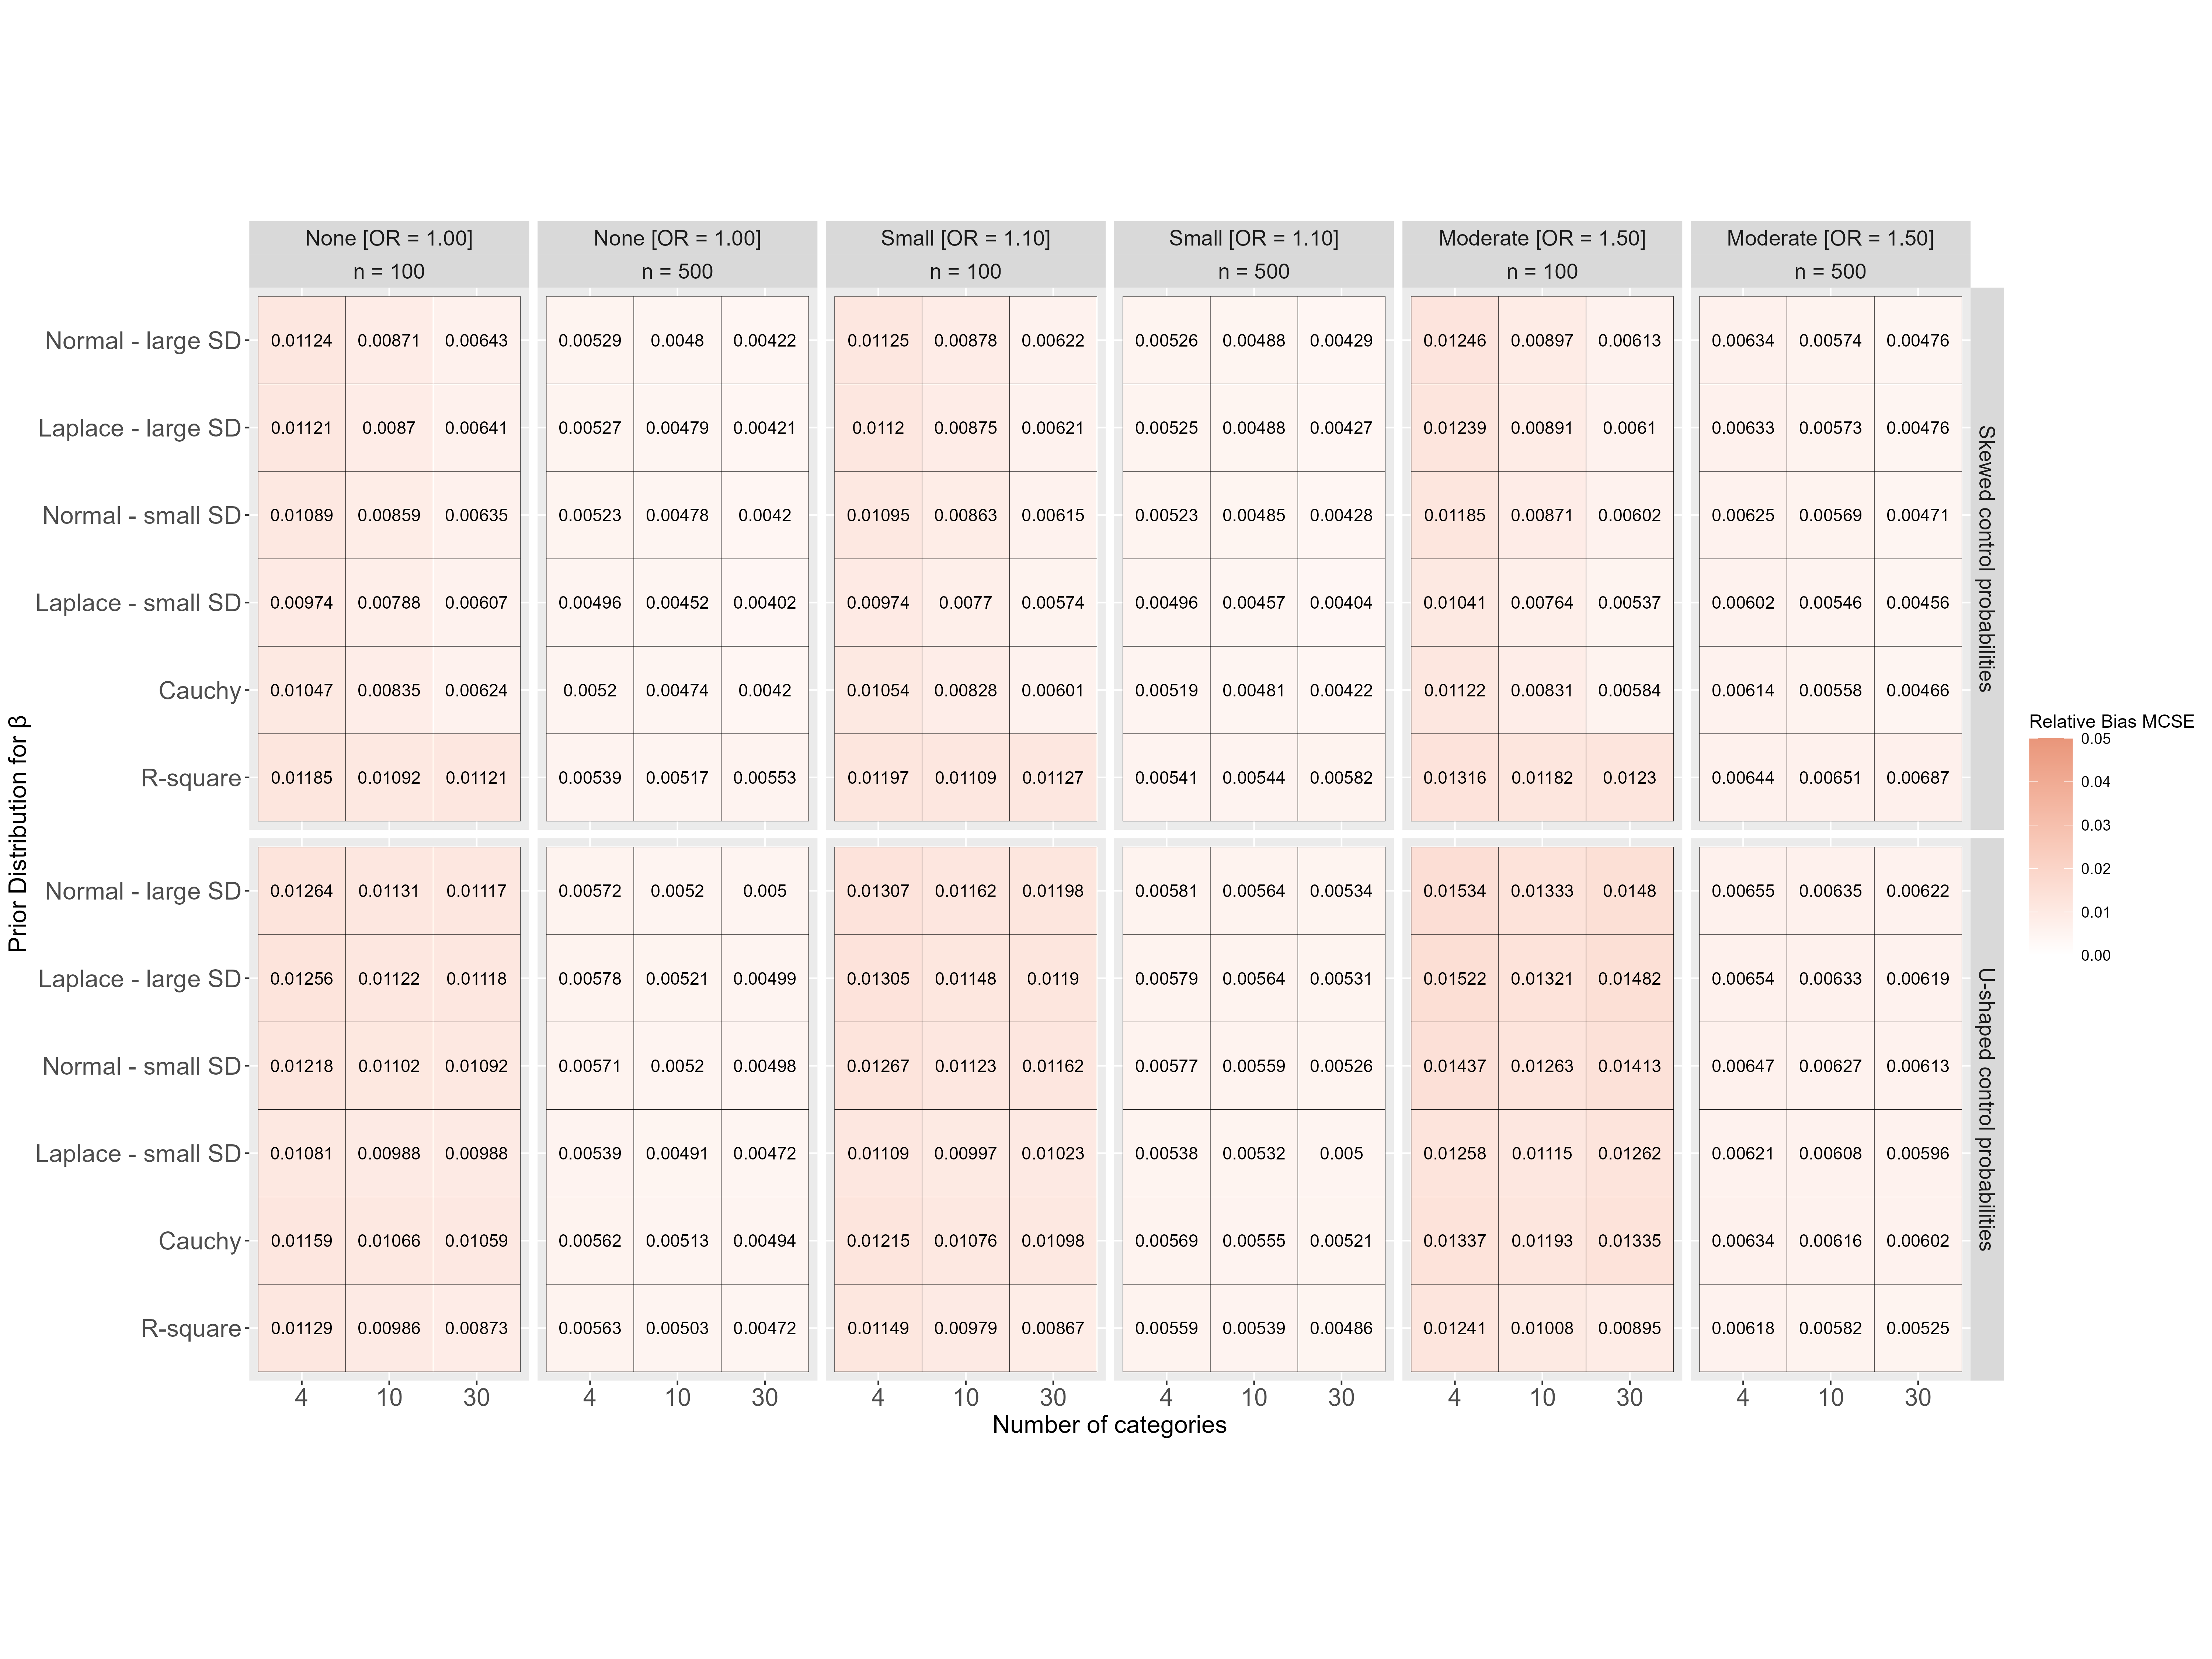 None [OR = 1.00] None [OR = 1.00] Small [OR = 1.10] Small [OR = 1.10] Moderate [OR = 1.50] Moderate [OR = 1.50]
n = 100 n = 500 n = 100 n = 500 n = 100 n = 500
Normal - large SD 0.01124 0.00871 0.00643 0.00529 0.0048 0.00422 0.01125 0.00878 0.00622 0.00526 0.00488 0.00429 0.01246 0.00897 0.00613 0.00634 0.00574 0.00476
Laplace - large SD 0.01121 0.0087 0.00641 0.00527 0.00479 0.00421 0.0112 0.00875 0.00621 0.00525 0.00488 0.00427 0.01239 0.00891 0.0061 0.00633 0.00573 0.00476
Normal - small SD 0.01089 0.00859 0.00635 0.00523 0.00478 0.0042 0.01095 0.00863 0.00615 0.00523 0.00485 0.00428 0.01185 0.00871 0.00602 0.00625 0.00569 0.00471
Laplace - small SD 0.00974 0.00788 0.00607 0.00496 0.00452 0.00402 0.00974 0.0077 0.00574 0.00496 0.00457 0.00404 0.01041 0.00764 0.00537 0.00602 0.00546 0.00456
Cauchy 0.01047 0.00835 0.00624 0.0052 0.00474 0.0042 0.01054 0.00828 0.00601 0.00519 0.00481 0.00422 0.01122 0.00831 0.00584 0.00614 0.00558 0.00466
R-square 0.01185 0.01092 0.01121 0.00539 0.00517 0.00553 0.01197 0.01109 0.01127 0.00541 0.00544 0.00582 0.01316 0.01182 0.0123 0.00644 0.00651 0.00687
Skewed control probabilities
Normal - large SD 0.01264 0.01131 0.01117 0.00572 0.0052 0.005 0.01307 0.01162 0.01198 0.00581 0.00564 0.00534 0.01534 0.01333 0.0148 0.00655 0.00635 0.00622
Laplace - large SD 0.01256 0.01122 0.01118 0.00578 0.00521 0.00499 0.01305 0.01148 0.0119 0.00579 0.00564 0.00531 0.01522 0.01321 0.01482 0.00654 0.00633 0.00619
Normal - small SD 0.01218 0.01102 0.01092 0.00571 0.0052 0.00498 0.01267 0.01123 0.01162 0.00577 0.00559 0.00526 0.01437 0.01263 0.01413 0.00647 0.00627 0.00613
Laplace - small SD 0.01081 0.00988 0.00988 0.00539 0.00491 0.00472 0.01109 0.00997 0.01023 0.00538 0.00532 0.005 0.01258 0.01115 0.01262 0.00621 0.00608 0.00596
Cauchy 0.01159 0.01066 0.01059 0.00562 0.00513 0.00494 0.01215 0.01076 0.01098 0.00569 0.00555 0.00521 0.01337 0.01193 0.01335 0.00634 0.00616 0.00602
R-square 0.01129 0.00986 0.00873 0.00563 0.00503 0.00472 0.01149 0.00979 0.00867 0.00559 0.00539 0.00486 0.01241 0.01008 0.00895 0.00618 0.00582 0.00525
U-shaped control probabilities
4 10 30 4 10 30 4 10 30 4 10 30 4 10 30 4 10 30
Number of categories
Prior Distribution for β
Relative Bias MCSE
0.05
0.04
0.03
0.02
0.01
0.00